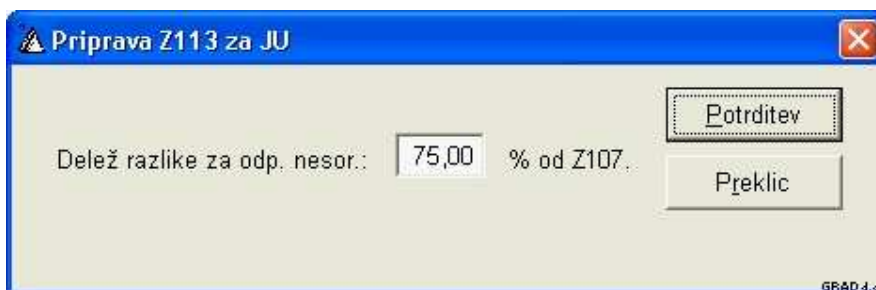 Priprava Z113 za JU
Delež razlike za odp. nesor.: 75,00 % od Z107.
Potrditev
Preklic